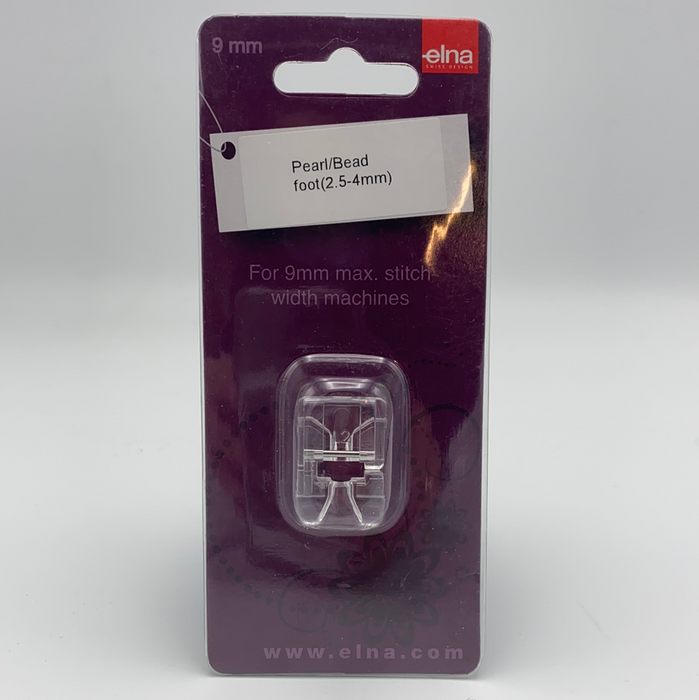 9 mm
elna
SWISS DESIGN
Pearl/Bead
foot(2.5-4mm)
For 9mm max. stitch
width machines
L2
www.elna.com